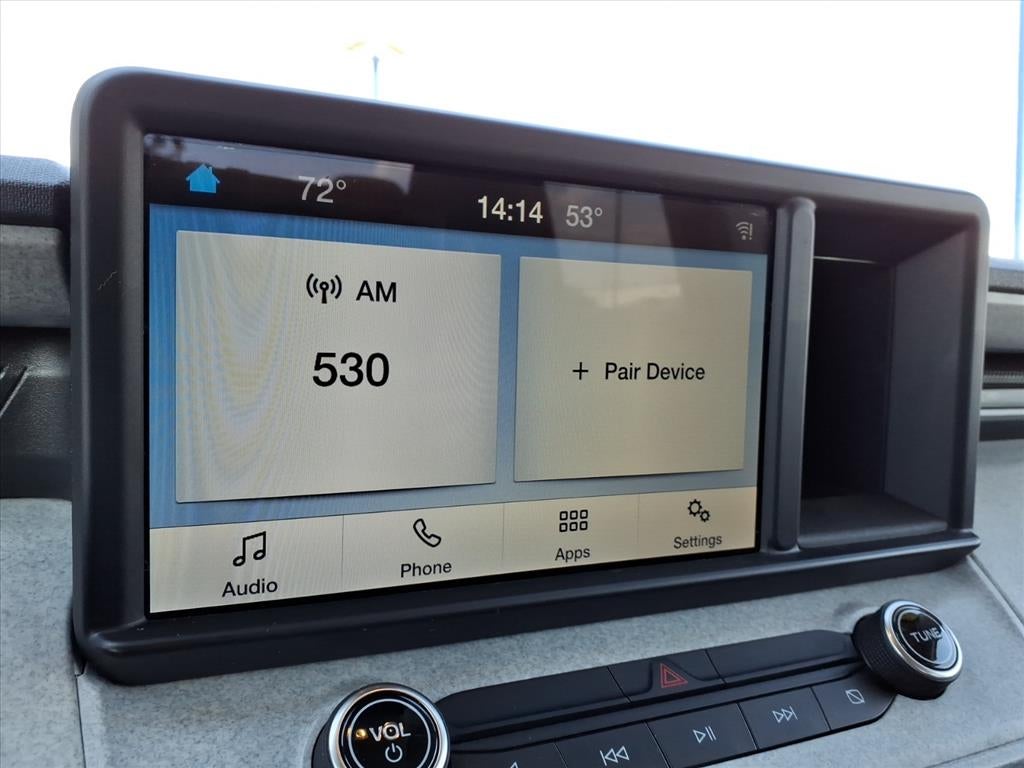 72° 14:14 53°
AM
530
+ Pair Device
Audio Phone Apps Settings
TUNE
VOL